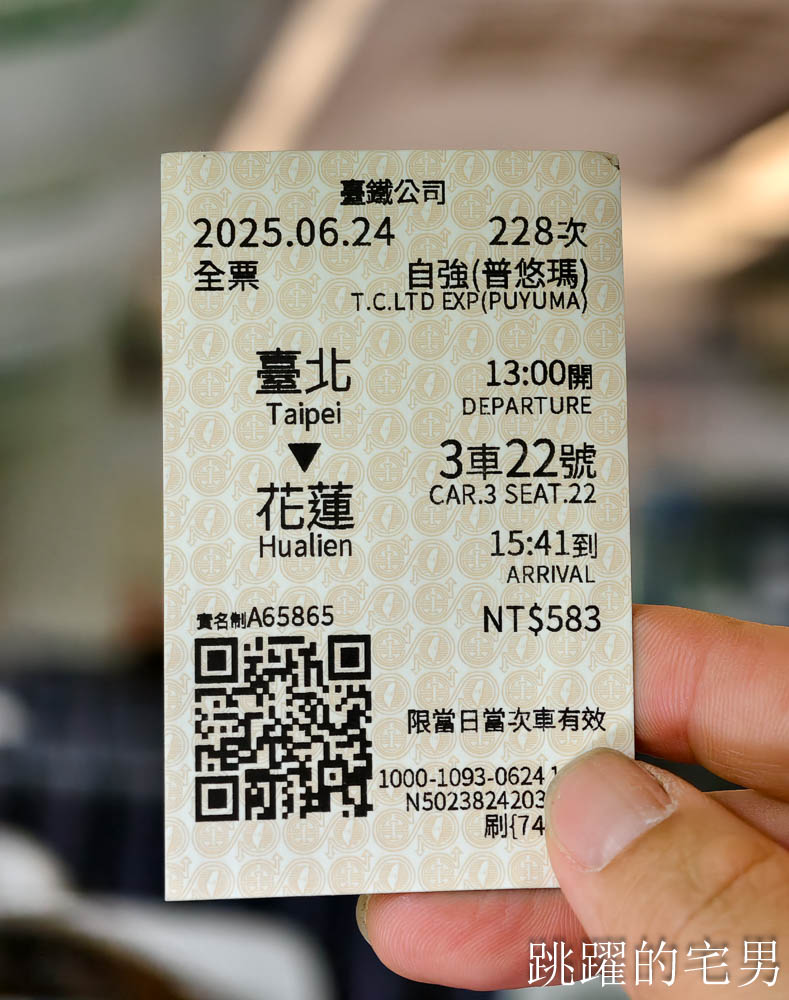 臺鐵公司
2025.06.24 228次
全票 自強(普悠瑪)
T.C.LTD EXP(PUYUMA)
臺北 13:00開
Taipei DEPARTURE
▼ 3車22號
CAR.3 SEAT.22
花蓮
Hualien 15:41到
ARRIVAL
實名制A65865 NT$583
限當日當次車有效
1000-1093-0624
N5023824203
刷{74
跳躍的宅男